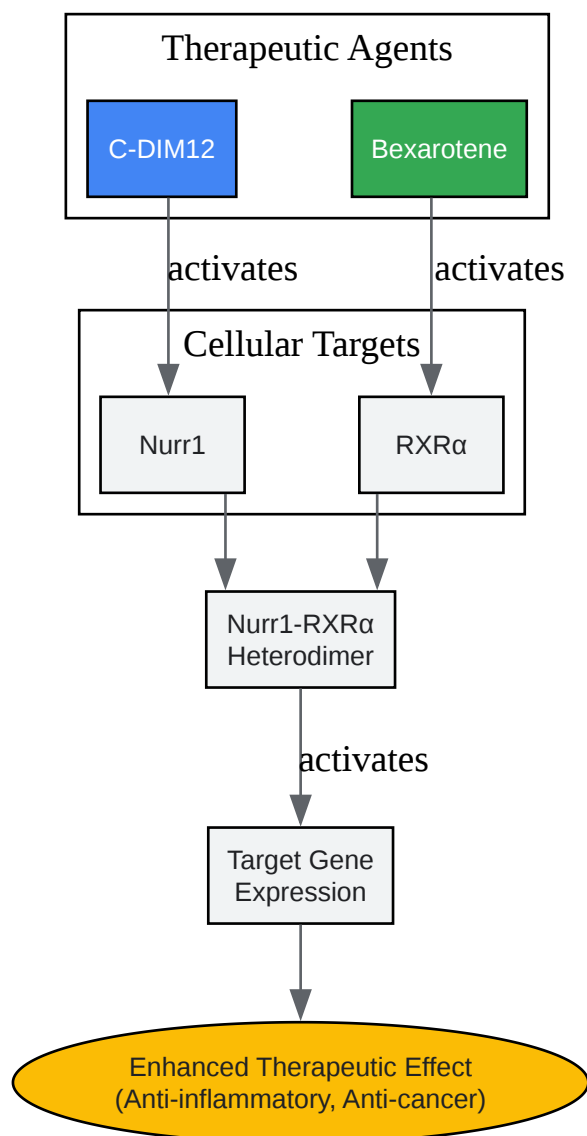 Therapeutic Agents
C-DIM12
Bexarotene
activates
activates
Cellular Targets
Nurr1
RXRα
Nurr1-RXRα
Heterodimer
activates
Target Gene
Expression
Enhanced Therapeutic Effect
(Anti-inflammatory, Anti-cancer)